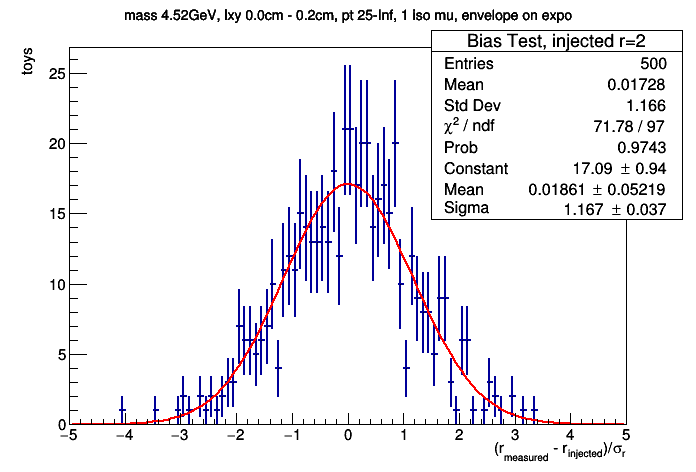 mass 4.52GeV, lxy 0.0cm - 0.2cm, pt 25-Inf, 1 Iso mu, envelope on expo
toys
Bias Test, injected r=2
Entries 500
Mean 0.01728
Std Dev 1.166
χ² / ndf 71.78 / 97
Prob 0.9743
Constant 17.09 ± 0.94
Mean 0.01861 ± 0.05219
Sigma 1.167 ± 0.037
25
20
15
10
5
0
−5 −4 −3 −2 −1 0 1 2 3 4 5
(r_measured - r_injected)/σ_r